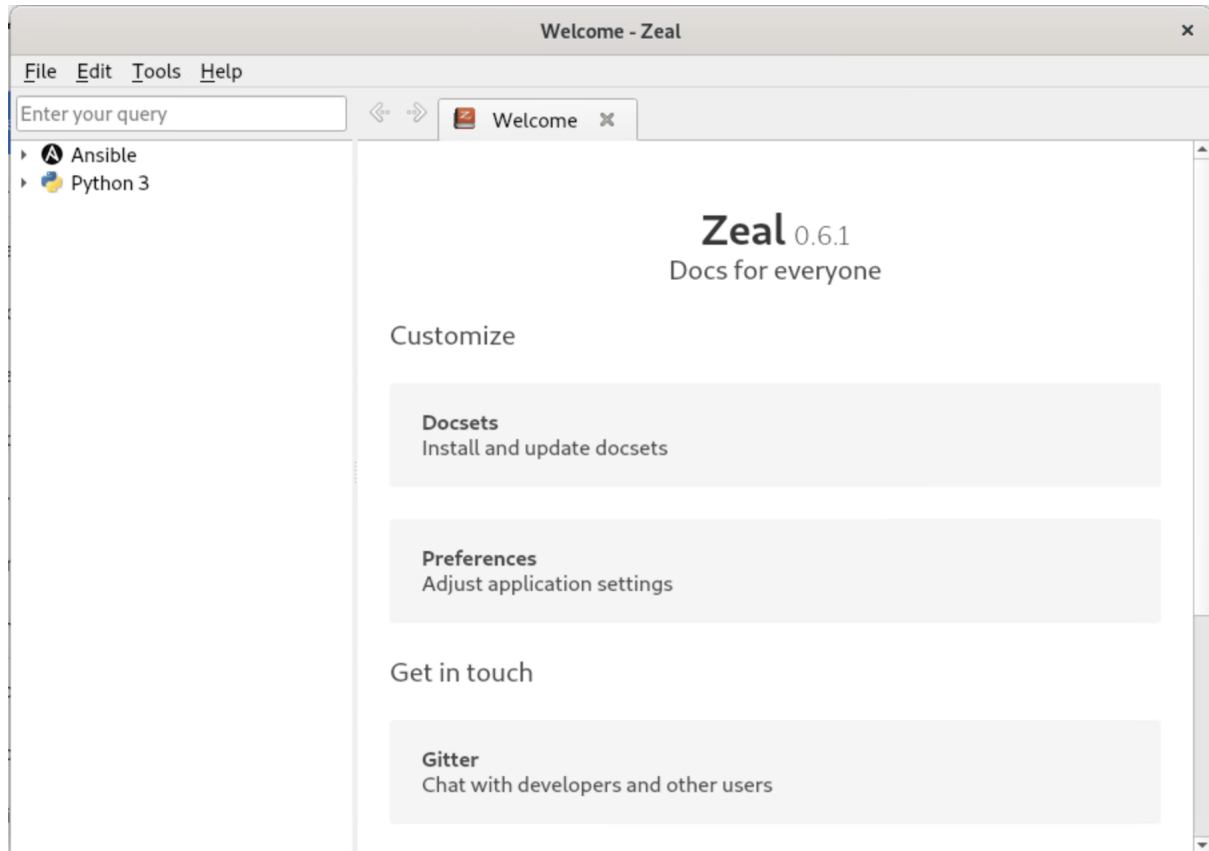 Welcome - Zeal
File Edit Tools Help
Enter your query
Welcome
Ansible
Python 3
Zeal 0.6.1
Docs for everyone
Customize
Docsets
Install and update docsets
Preferences
Adjust application settings
Get in touch
Gitter
Chat with developers and other users